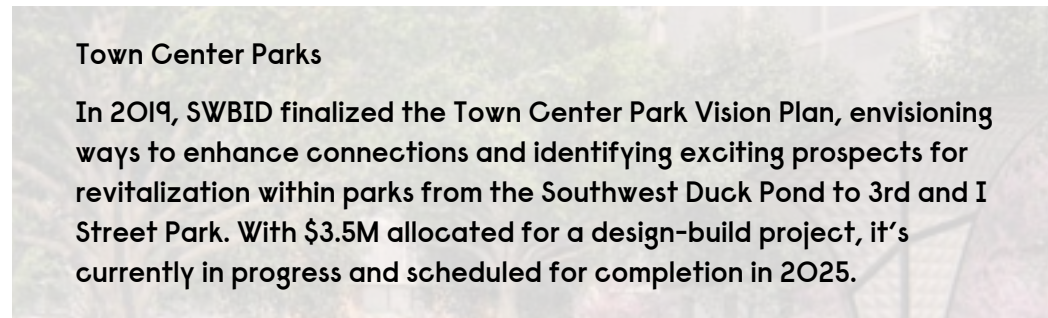 Town Center Parks
In 2019, SWBID finalized the Town Center Park Vision Plan, envisioning
ways to enhance connections and identifying exciting prospects for
revitalization within parks from the Southwest Duck Pond to 3rd and I
Street Park. With $3.5M allocated for a design-build project, it's
currently in progress and scheduled for completion in 2025.